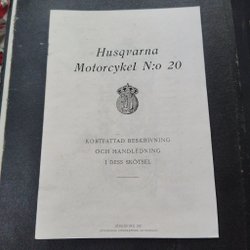 Husqvarna
Motorcykel N:o 20
KORTFATTAD BESKRIVNING
OCH HANDLEDNING
I DESS SKÖTSEL